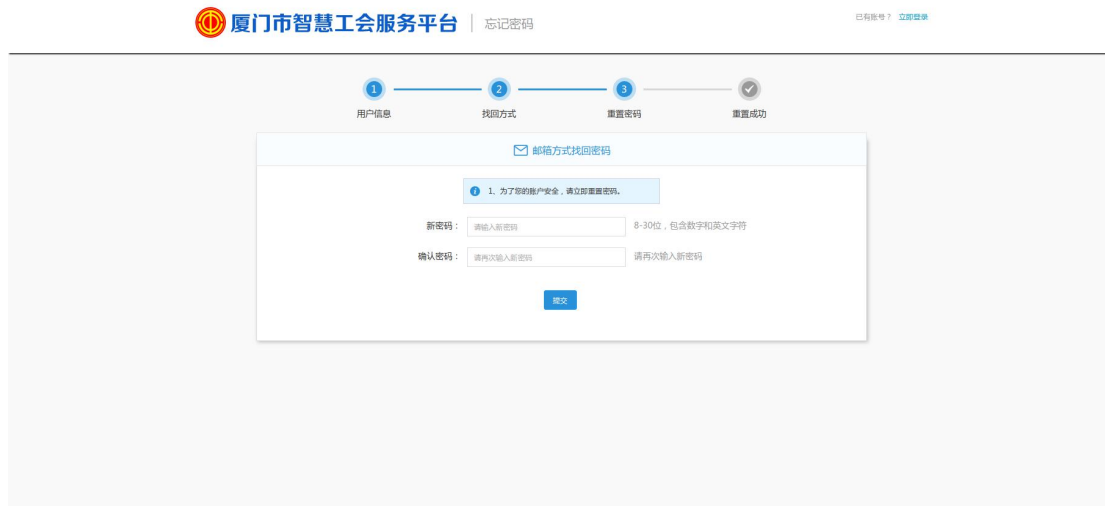 厦门市智慧工会服务平台 忘记密码 已有账号？ 立即登录
1 2 3
用户信息 找回方式 重置密码 重置成功
邮箱方式找回密码
1、为了您的账户安全，请立即重置密码。
新密码： 请输入新密码 8-30位，包含数字和英文字符
确认密码： 请再次输入新密码 请再次输入新密码
提交